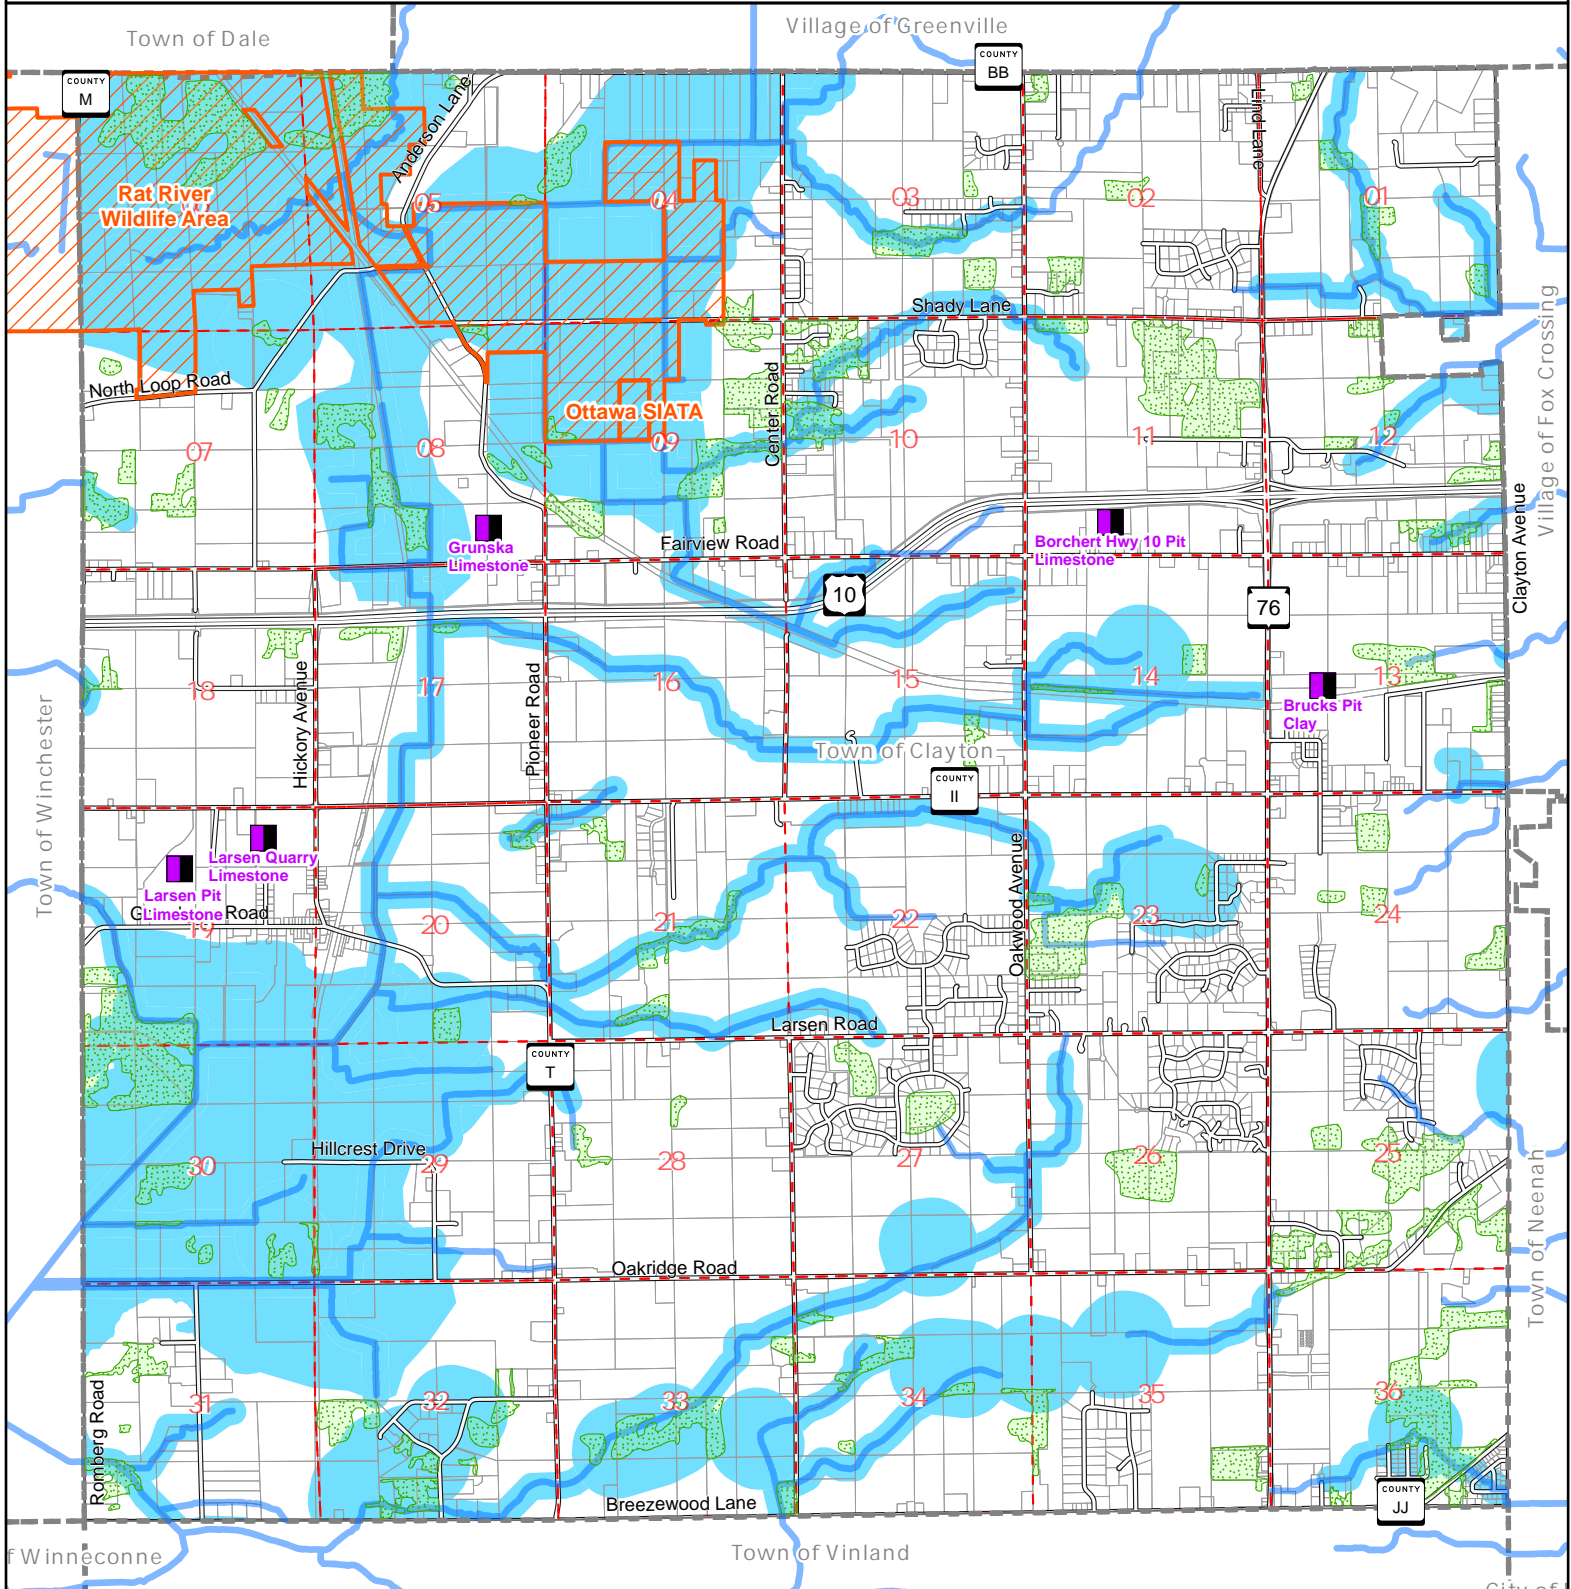 Village of Greenville
Town of Dale
COUNTY
BB
COUNTY
M
Anderson Lane
Lind Lane
Rat River
Wildlife Area
05
04
03
02
01
Shady Lane
Village of Fox Crossing
North Loop Road
Center Road
Ottawa SIATA
07
08
09
10
11
12
Clayton Avenue
Grunska
Limestone
Fairview Road
Borchert Hwy 10 Pit
Limestone
10
76
18
17
16
15
14
13
Hickory Avenue
Pioneer Road
Brucks Pit
Clay
Town of Winchester
Town of Clayton
COUNTY
II
Larsen Quarry
Limestone
Larsen Pit
Limestone
Road
19
20
21
22
23
24
Oakwood Avenue
Larsen Road
COUNTY
T
Hillcrest Drive
30
29
28
27
26
25
Town of Neenah
Oakridge Road
31
32
33
34
35
36
Romberg Road
Breezewood Lane
COUNTY
JJ
f Winneconne
Town of Vinland